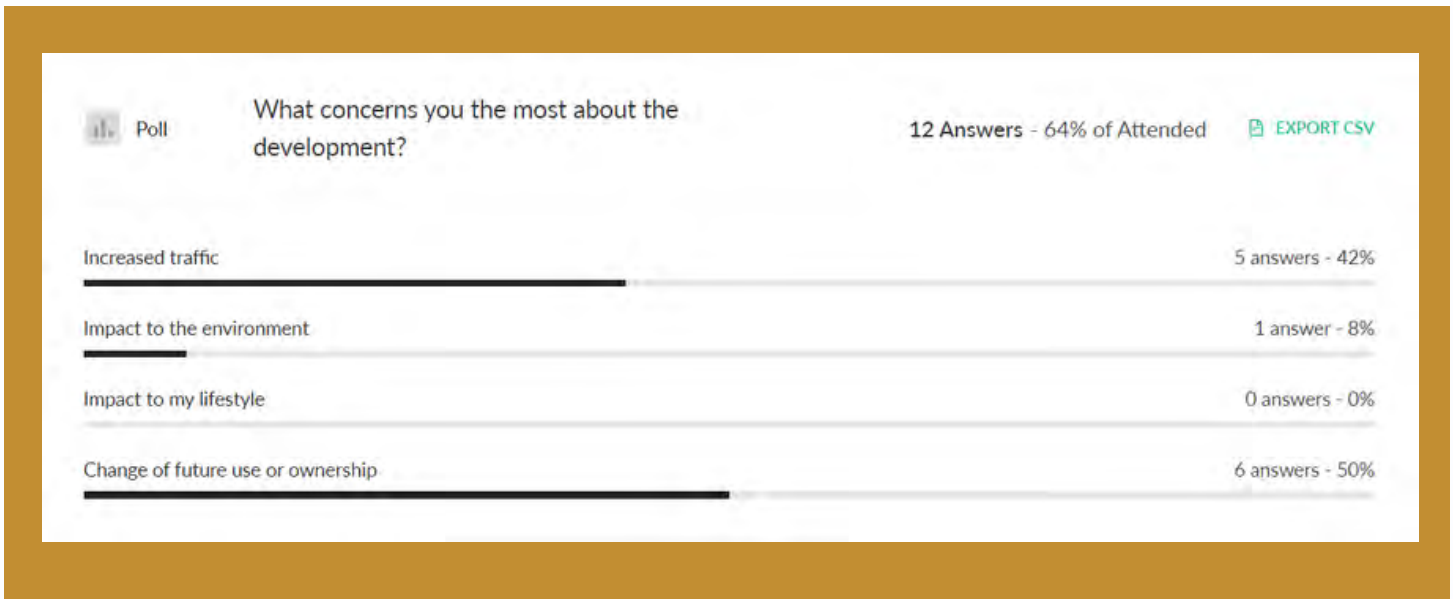 Poll
What concerns you the most about the
development?
12 Answers - 64% of Attended
EXPORT CSV
Increased traffic
5 answers - 42%
Impact to the environment
1 answer - 8%
Impact to my lifestyle
0 answers - 0%
Change of future use or ownership
6 answers - 50%